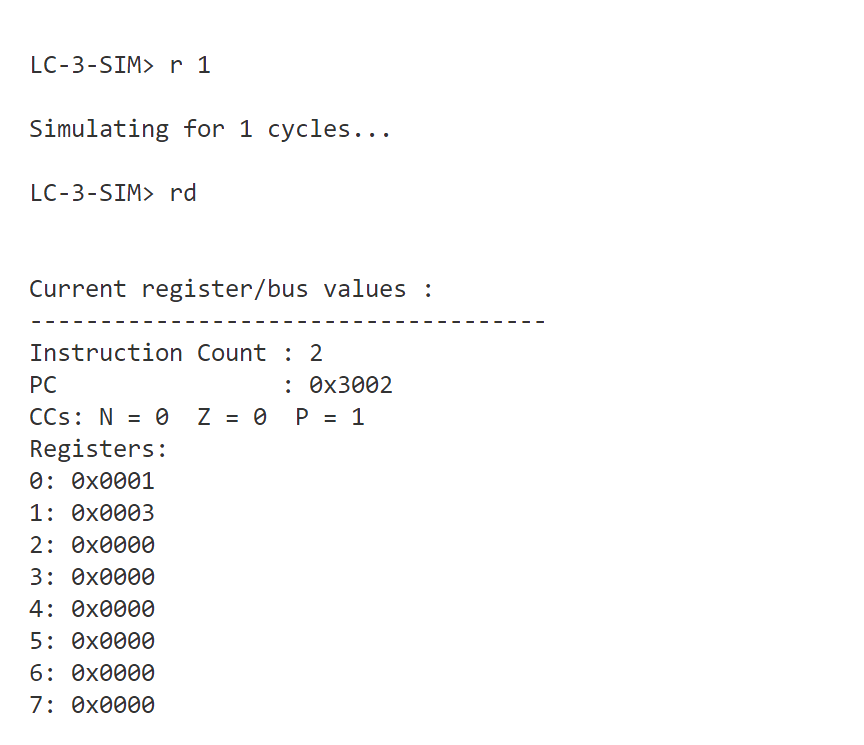 LC-3-SIM> r 1
Simulating for 1 cycles...
LC-3-SIM> rd
Current register/bus values :
-------------------------------------
Instruction Count : 2
PC                : 0x3002
CCs: N = 0  Z = 0  P = 1
Registers:
0: 0x0001
1: 0x0003
2: 0x0000
3: 0x0000
4: 0x0000
5: 0x0000
6: 0x0000
7: 0x0000